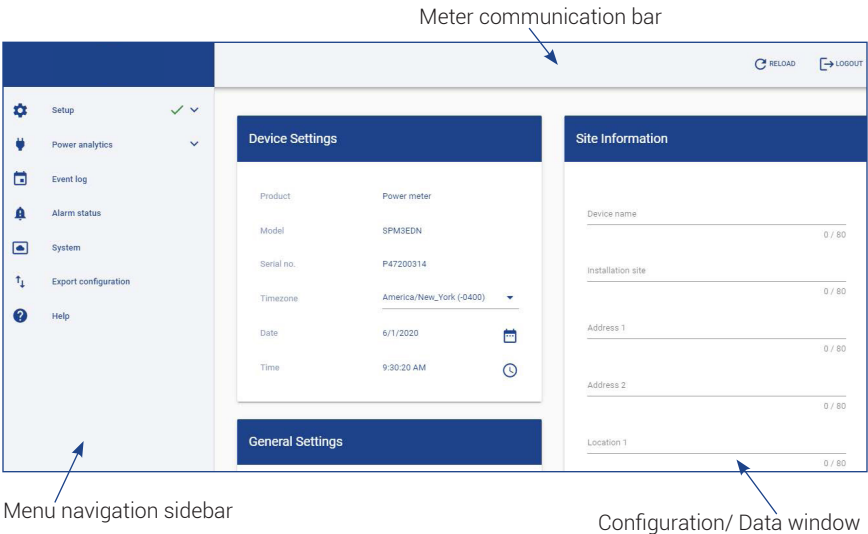 Meter communication bar
RELOAD
LOGOUT
Setup
Power analytics
Event log
Alarm status
System
Export configuration
Help
Device Settings
Product Power meter
Model SPM3EDN
Serial no. P47200314
Timezone America/New_York (-0400)
Date 6/1/2020
Time 9:30:20 AM
General Settings
Site Information
Device name
0 / 80
Installation site
0 / 80
Address 1
0 / 80
Address 2
0 / 80
Location 1
0 / 80
Menu navigation sidebar
Configuration/ Data window